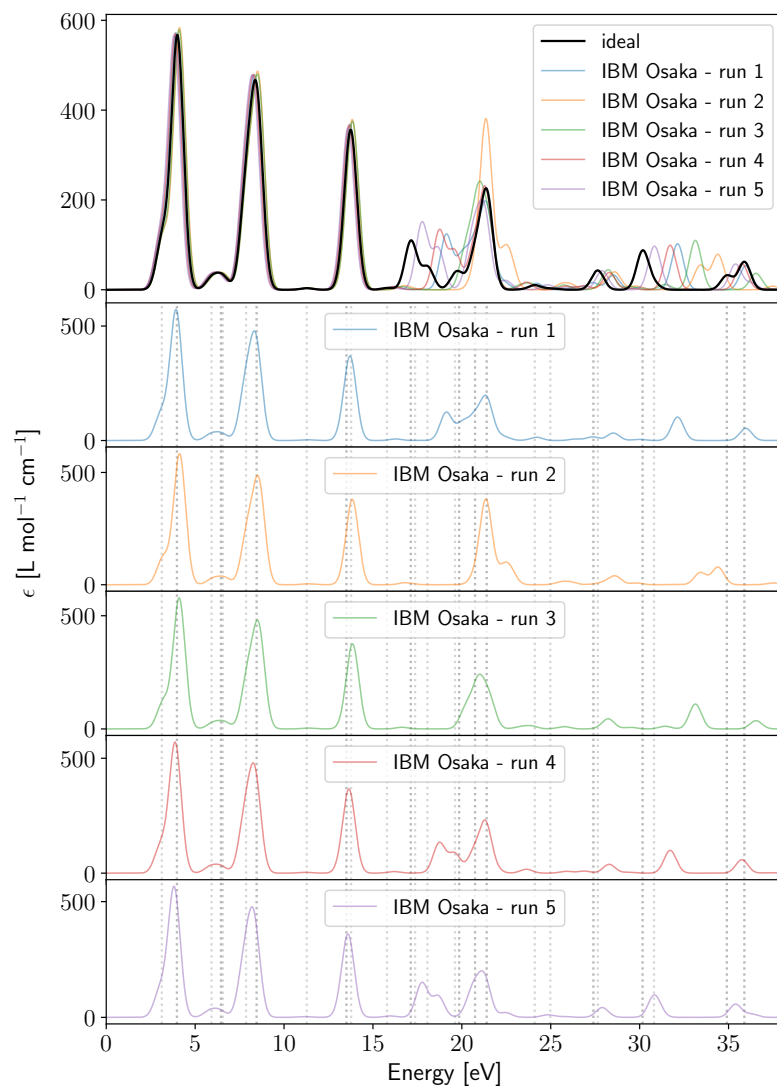 600
400
200
0
ideal
IBM Osaka - run 1
IBM Osaka - run 2
IBM Osaka - run 3
IBM Osaka - run 4
IBM Osaka - run 5
500
0
IBM Osaka - run 1
500
0
IBM Osaka - run 2
500
0
IBM Osaka - run 3
500
0
IBM Osaka - run 4
500
0
IBM Osaka - run 5
ϵ [L mol⁻¹ cm⁻¹]
0 5 10 15 20 25 30 35
Energy [eV]